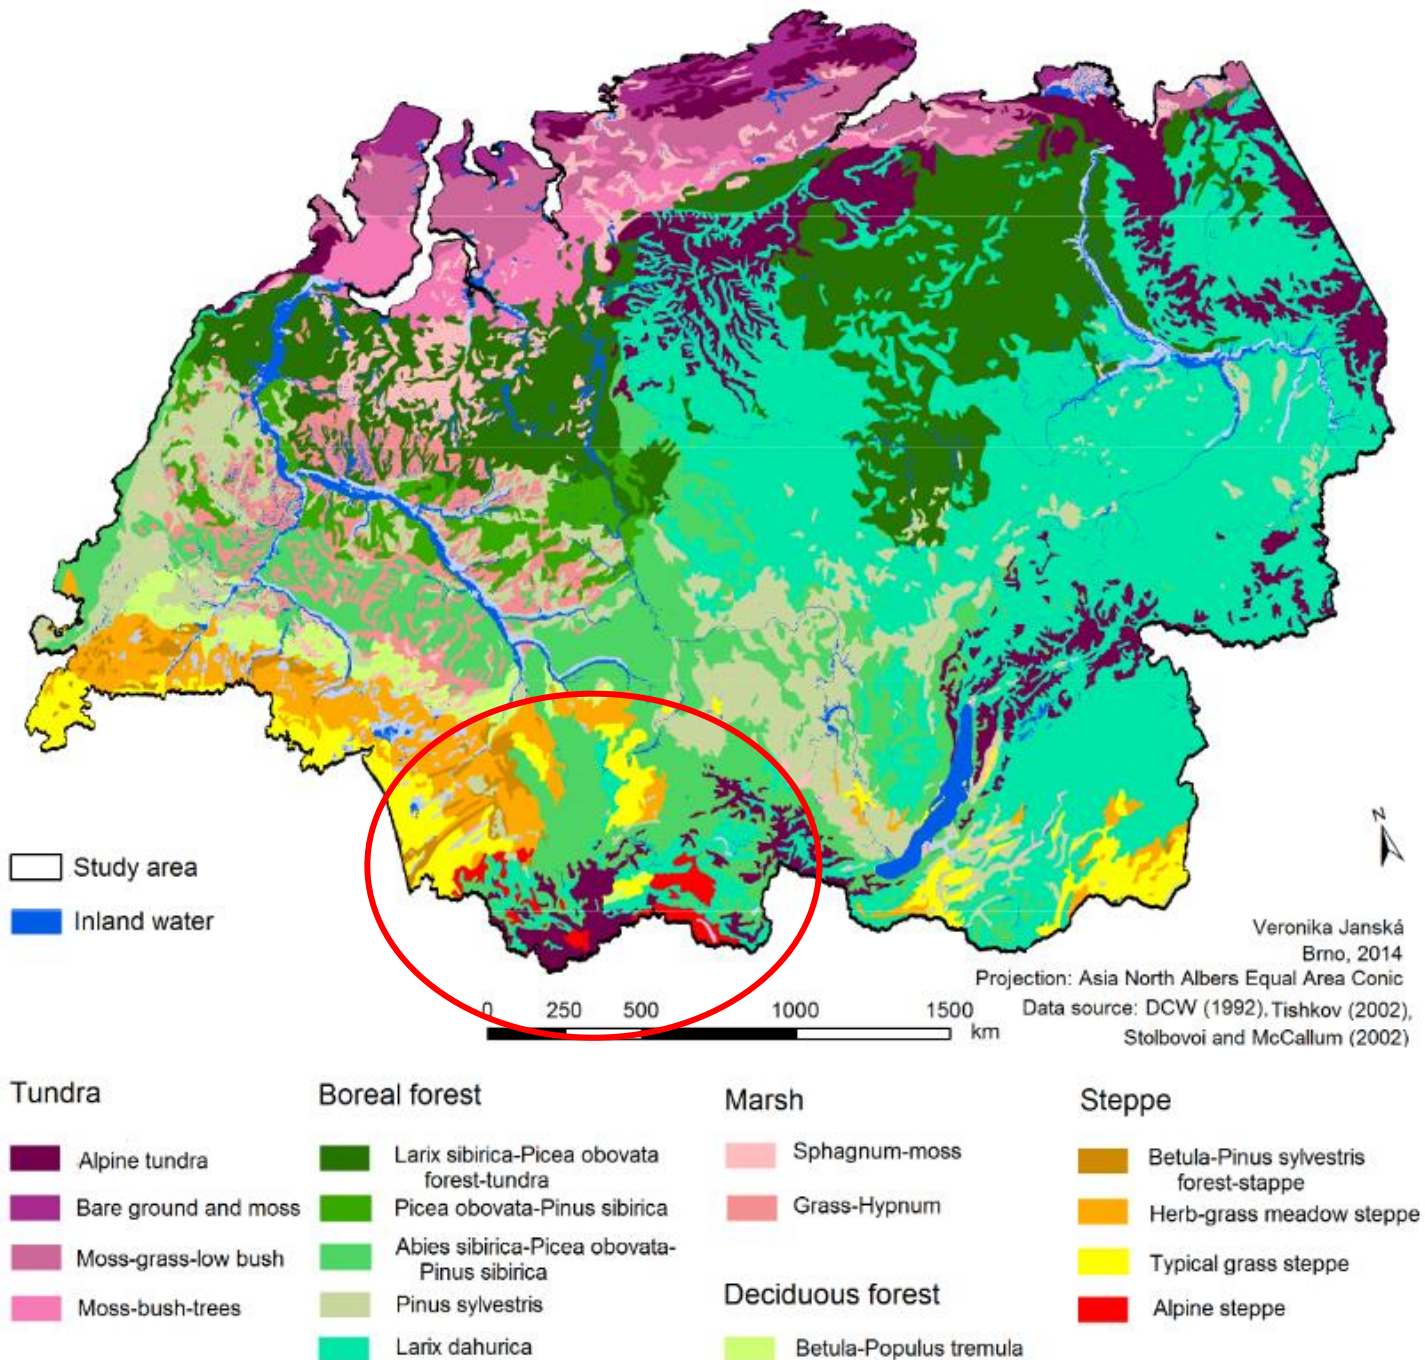 Study area
Inland water
N
Veronika Janská
Brno, 2014
Projection: Asia North Albers Equal Area Conic
Data source: DCW (1992), Tishkov (2002),
Stolbovoi and McCallum (2002)
0 250 500 1000 1500
km
Tundra
Alpine tundra
Bare ground and moss
Moss-grass-low bush
Moss-bush-trees
Boreal forest
Larix sibirica-Picea obovata
forest-tundra
Picea obovata-Pinus sibirica
Abies sibirica-Picea obovata-
Pinus sibirica
Pinus sylvestris
Larix dahurica
Marsh
Sphagnum-moss
Grass-Hypnum
Deciduous forest
Betula-Populus tremula
Steppe
Betula-Pinus sylvestris
forest-stappe
Herb-grass meadow steppe
Typical grass steppe
Alpine steppe